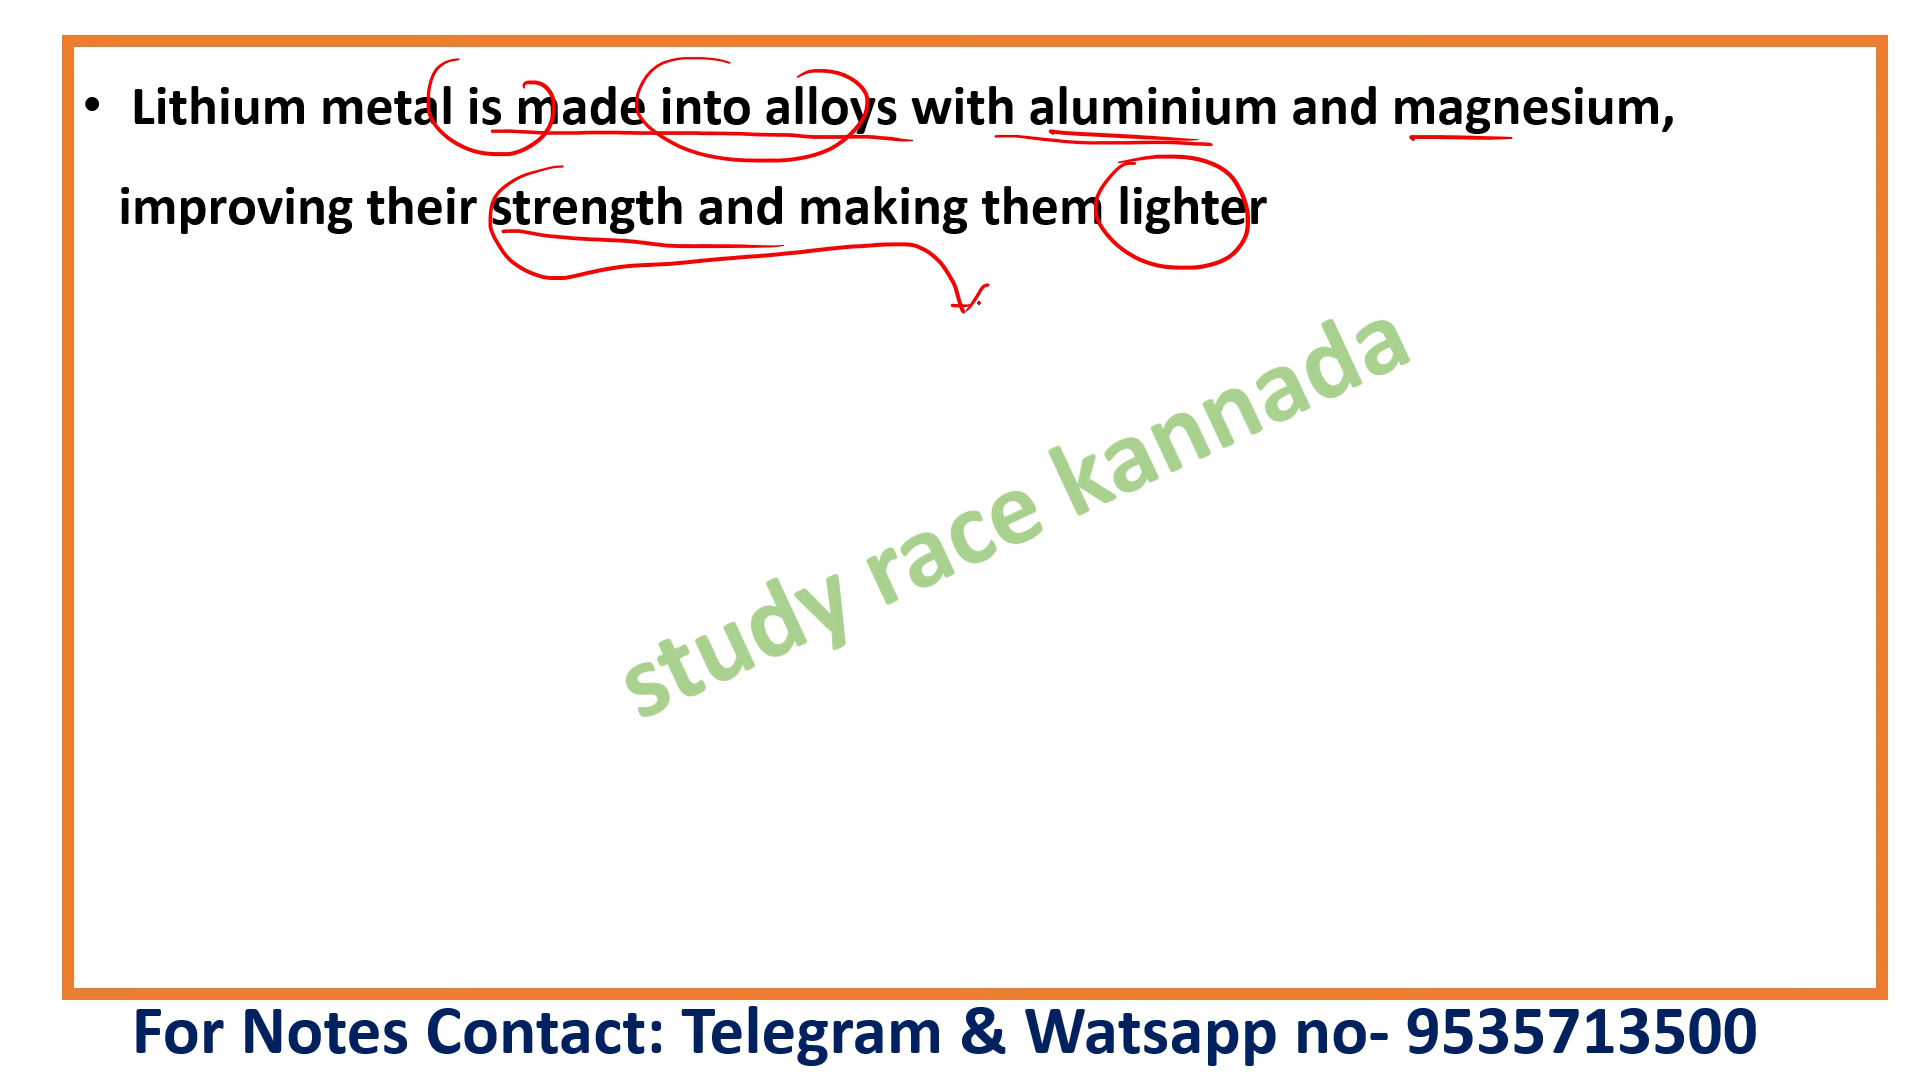 • Lithium metal is made into alloys with aluminium and magnesium,
improving their strength and making them lighter
study race kannada
For Notes Contact: Telegram & Watsapp no- 9535713500